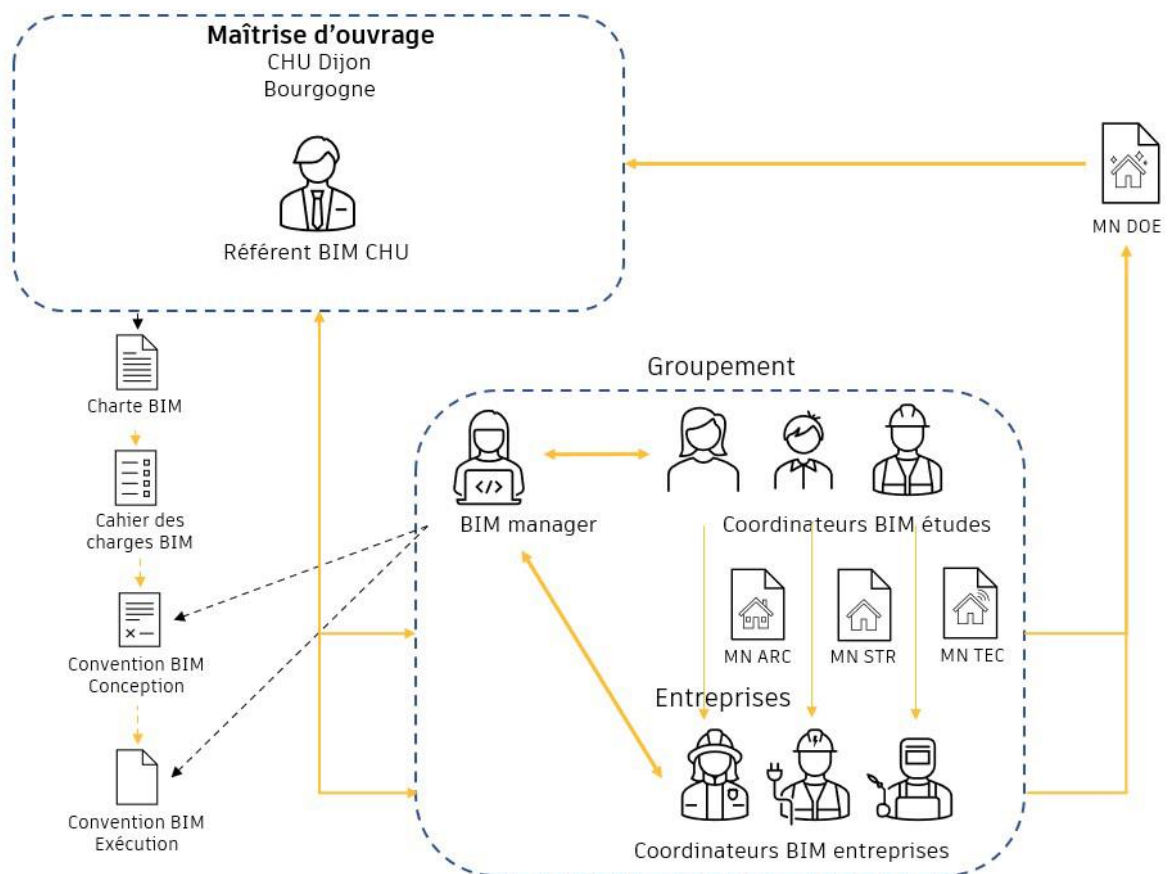 Maîtrise d’ouvrage
CHU Dijon
Bourgogne
Référent BIM CHU
MN DOE
Charte BIM
Cahier des
charges BIM
Convention BIM
Conception
Convention BIM
Exécution
Groupement
</>
BIM manager
Coordinateurs BIM études
MN ARC
MN STR
MN TEC
Entreprises
Coordinateurs BIM entreprises